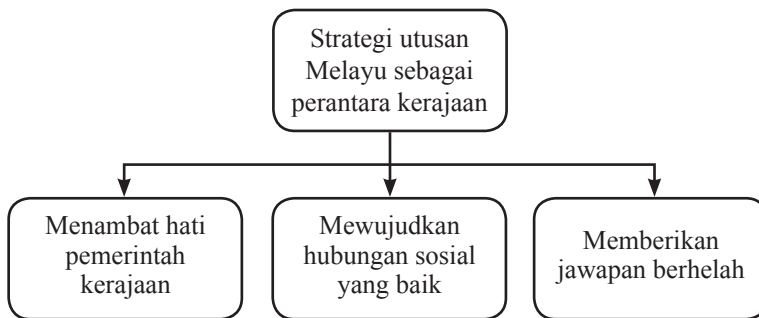 Strategi utusan
Melayu sebagai
perantara kerajaan
Menambat hati
pemerintah
kerajaan
Mewujudkan
hubungan sosial
yang baik
Memberikan
jawapan berhelah